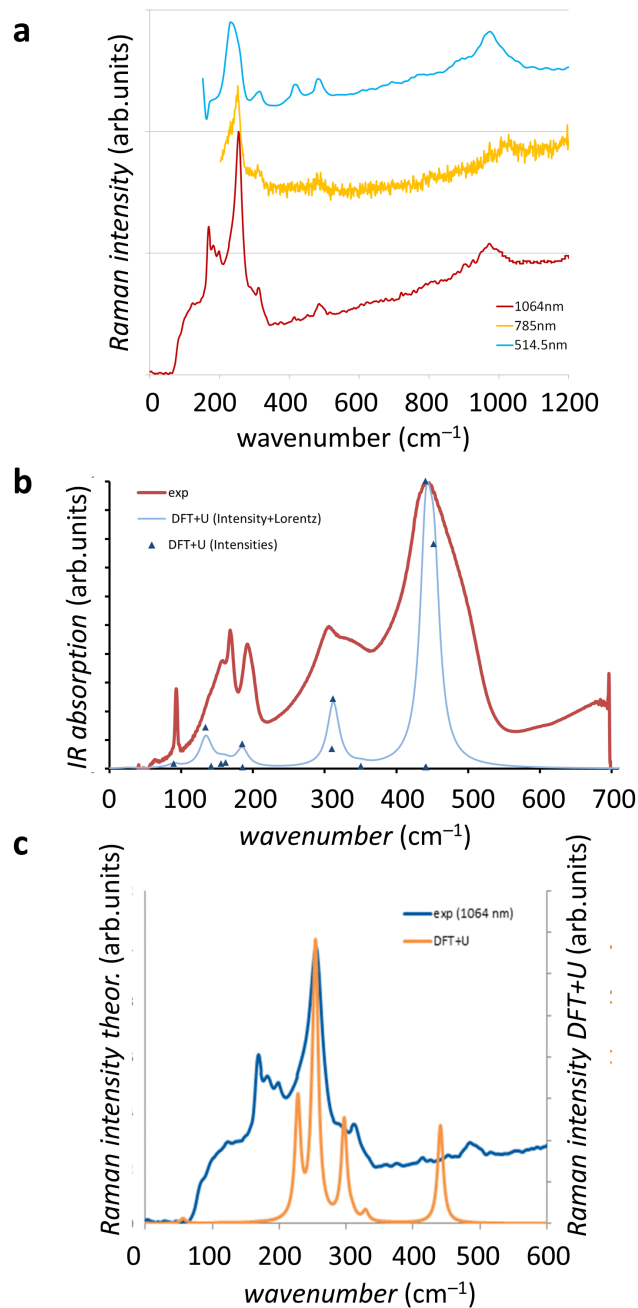 a
Raman intensity (arb.units)
1064nm
785nm
514.5nm
0 200 400 600 800 1000 1200
wavenumber (cm–1)
b
IR absorption (arb.units)
exp
DFT+U (Intensity+Lorentz)
DFT+U (Intensities)
0 100 200 300 400 500 600 700
wavenumber (cm–1)
c
Raman intensity theor. (arb.units)
exp (1064 nm)
DFT+U
Raman intensity DFT+U (arb.units)
0 100 200 300 400 500 600
wavenumber (cm–1)